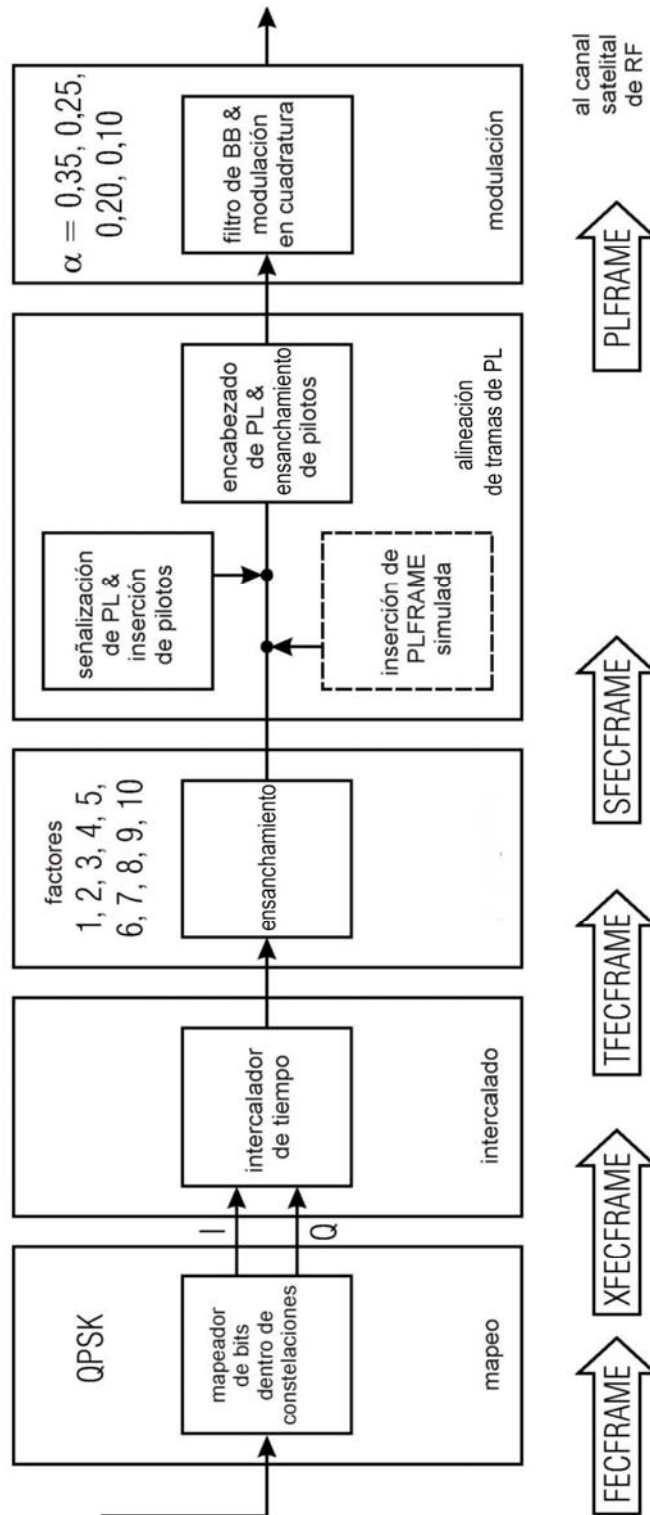 QPSK
mapeador
de bits
dentro de
constelaciones
mapeo
I
Q
intercalador
de tiempo
intercalado
factores
1, 2, 3, 4, 5,
6, 7, 8, 9, 10
ensanchamiento
señalización
de PL &
inserción
de pilotos
inserción de
PLFRAME
simulada
encabezado
de PL &
ensanchamiento
de pilotos
alineación
de tramas de PL
α = 0,35, 0,25,
0,20, 0,10
filtro de BB &
modulación
en cuadratura
modulación
FECFRAME
XFECFRAME
TFECFRAME
SFECFRAME
PLFRAME
al canal
satelital
de RF